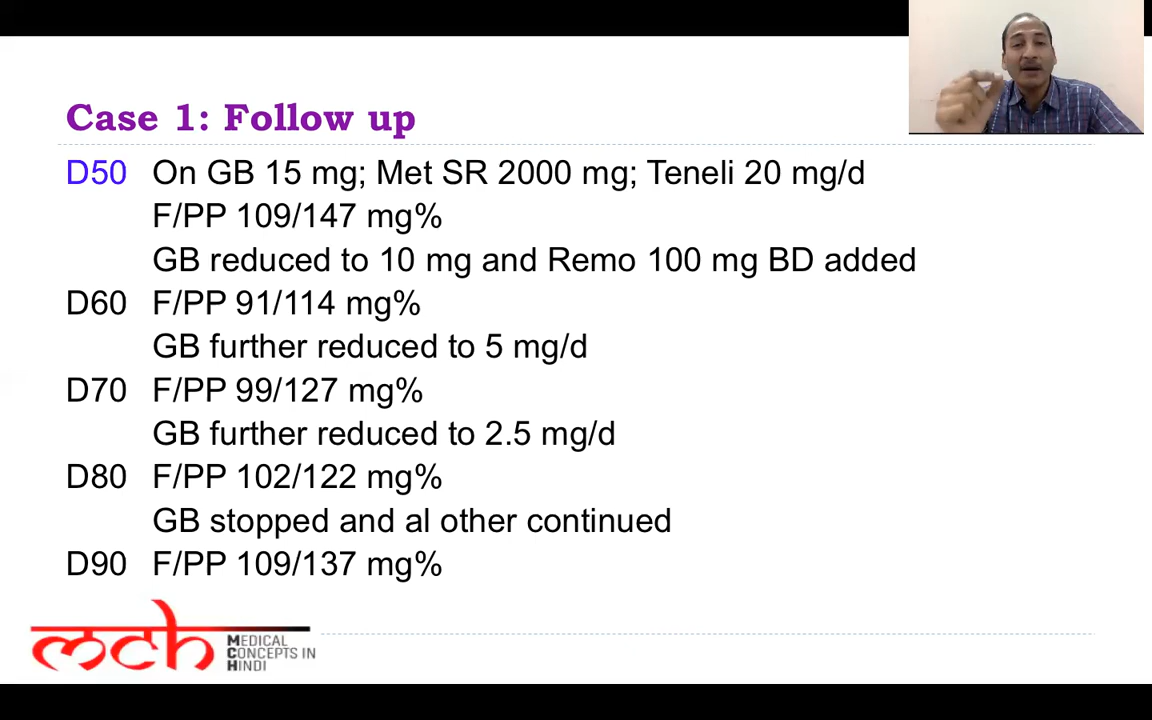 Case 1: Follow up
D50 On GB 15 mg; Met SR 2000 mg; Teneli 20 mg/d
F/PP 109/147 mg%
GB reduced to 10 mg and Remo 100 mg BD added
D60 F/PP 91/114 mg%
GB further reduced to 5 mg/d
D70 F/PP 99/127 mg%
GB further reduced to 2.5 mg/d
D80 F/PP 102/122 mg%
GB stopped and al other continued
D90 F/PP 109/137 mg%
लmch
MEDICAL
CONCEPTS IN
HINDI